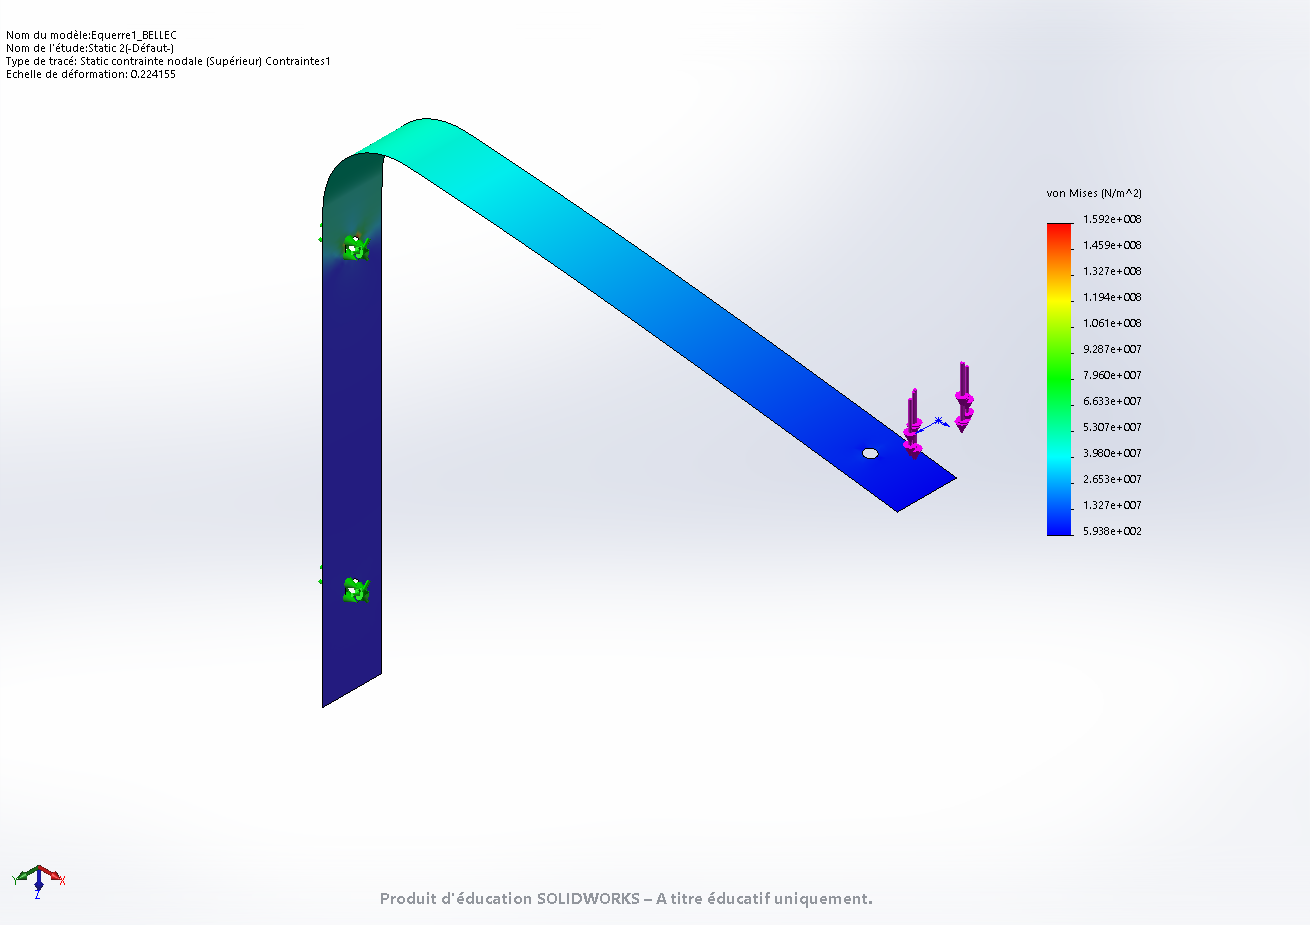 Nom du modèle:Equerre1_BELLEC
Nom de l'étude:Static 2(-Défaut-)
Type de tracé: Static contrainte nodale (Supérieur) Contraintes1
Echelle de déformation: 0.224155
von Mises (N/m^2)
1.592e+008
1.459e+008
1.327e+008
1.194e+008
1.061e+008
9.287e+007
7.960e+007
6.633e+007
5.307e+007
3.980e+007
2.653e+007
1.327e+007
5.938e+002
Y
X
Z
Produit d'éducation SOLIDWORKS – A titre éducatif uniquement.